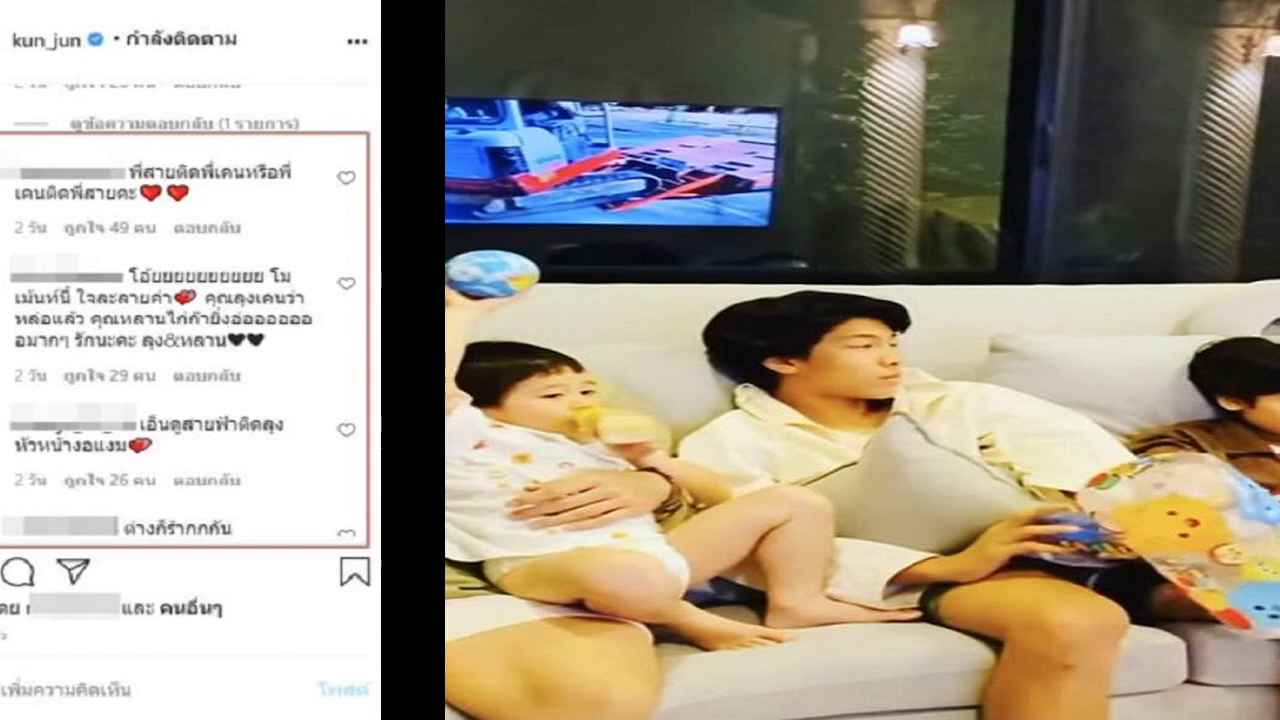 kun_jun • กำลังติดตาม
ดูข้อความตอบกลับ (1 รายการ)
พี่สายติดพี่เคนหรือพี่
เคนติดพี่สายคะ❤️❤️
2 วัน ถูกใจ 49 คน ตอบกลับ
โอ๊ยยยยยยยยยย โม
เม้นท์นี้ ใจละลายค่า💕 คุณลุงเคนว่า
หล่อแล้ว คุณหลานไก่ก๊ายิ่งอ่อออออออ
อมากๆ รักนะคะ ลุง&หลาน🖤🖤
2 วัน ถูกใจ 29 คน ตอบกลับ
เอ็นดูสายฟ้าติดลุง
หัวหน้างอแงม💕
2 วัน ถูกใจ 26 คน ตอบกลับ
ต่างก็รักกกกัน
และ คนอื่นๆ
เพิ่มความคิดเห็น โพสต์